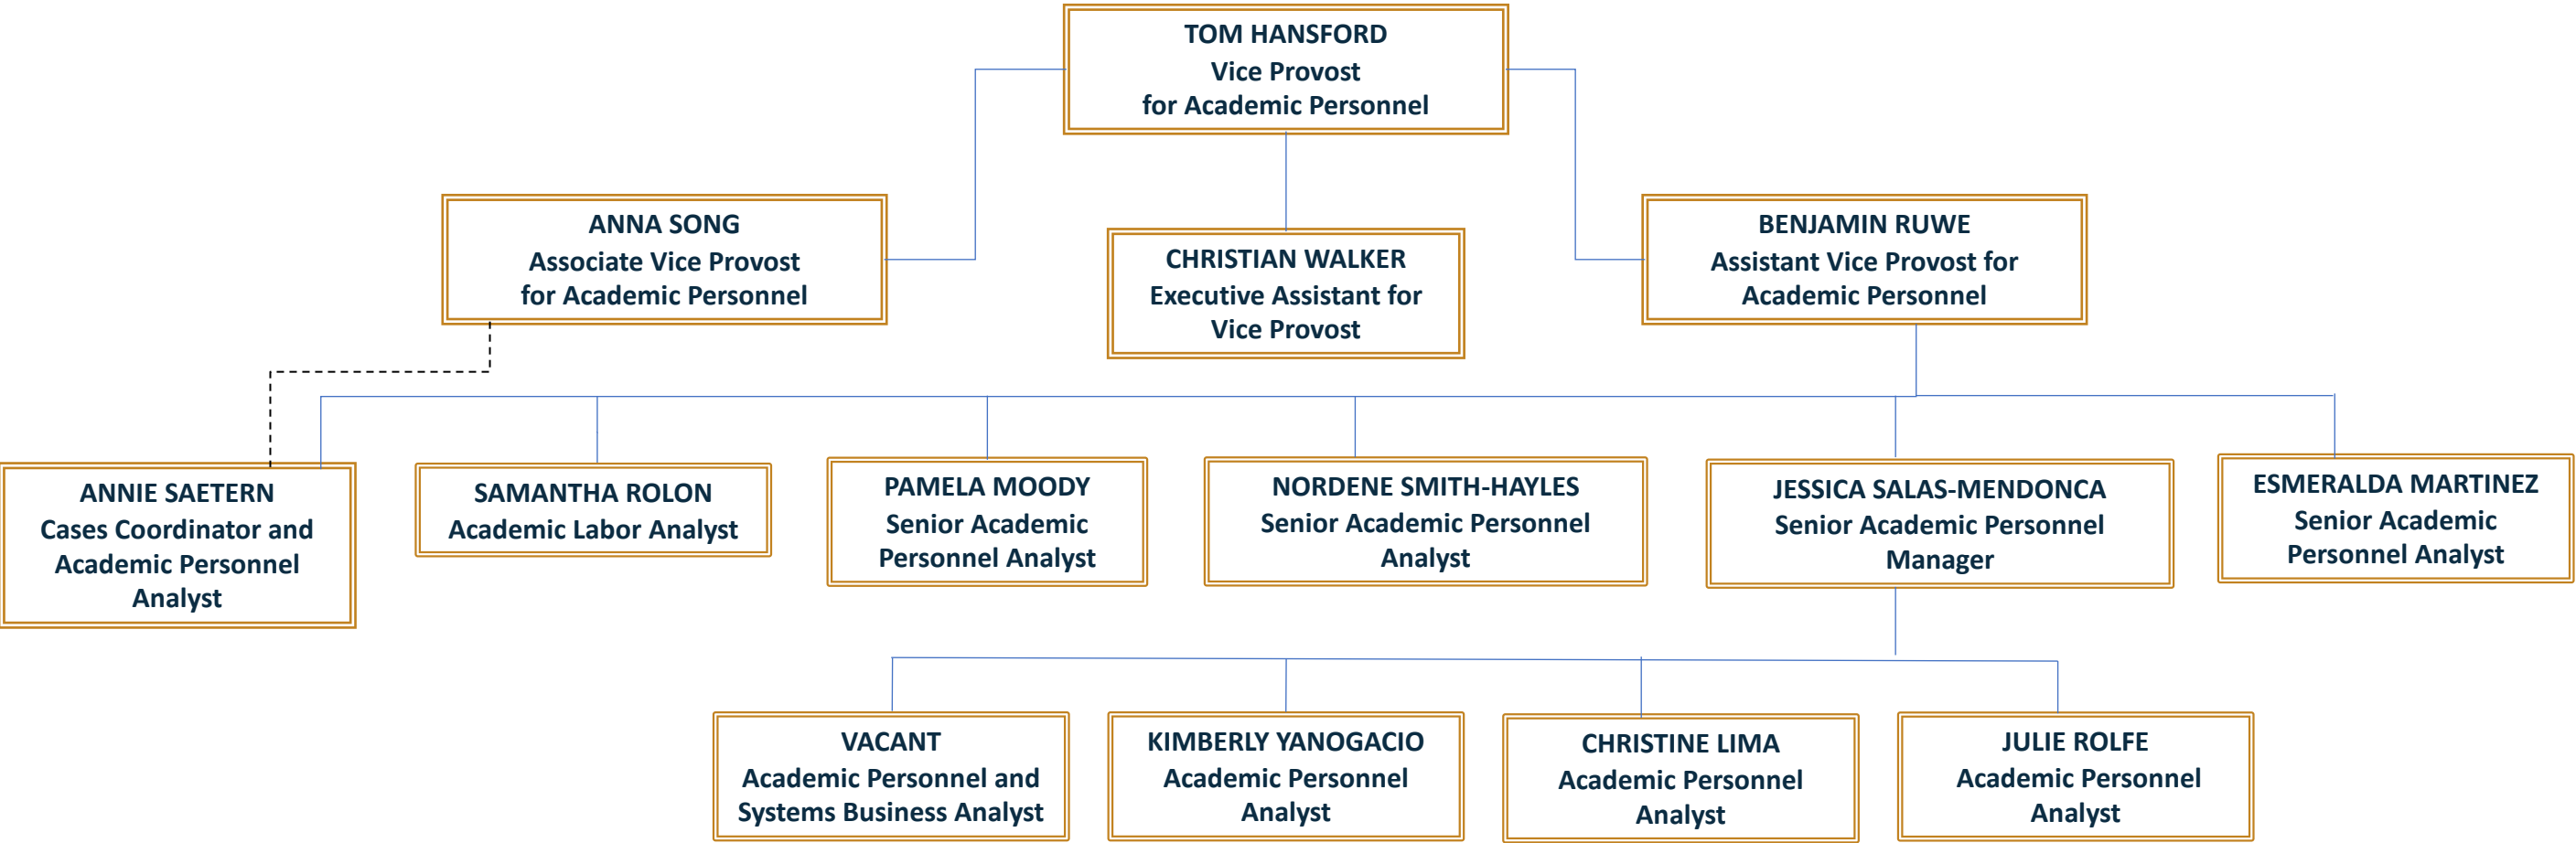 TOM HANSFORD
Vice Provost
for Academic Personnel
ANNA SONG
Associate Vice Provost
for Academic Personnel
CHRISTIAN WALKER
Executive Assistant for
Vice Provost
BENJAMIN RUWE
Assistant Vice Provost for
Academic Personnel
ANNIE SAETERN
Cases Coordinator and
Academic Personnel
Analyst
SAMANTHA ROLON
Academic Labor Analyst
PAMELA MOODY
Senior Academic
Personnel Analyst
NORDENE SMITH-HAYLES
Senior Academic Personnel
Analyst
JESSICA SALAS-MENDONCA
Senior Academic Personnel
Manager
ESMERALDA MARTINEZ
Senior Academic
Personnel Analyst
VACANT
Academic Personnel and
Systems Business Analyst
KIMBERLY YANOGACIO
Academic Personnel
Analyst
CHRISTINE LIMA
Academic Personnel
Analyst
JULIE ROLFE
Academic Personnel
Analyst